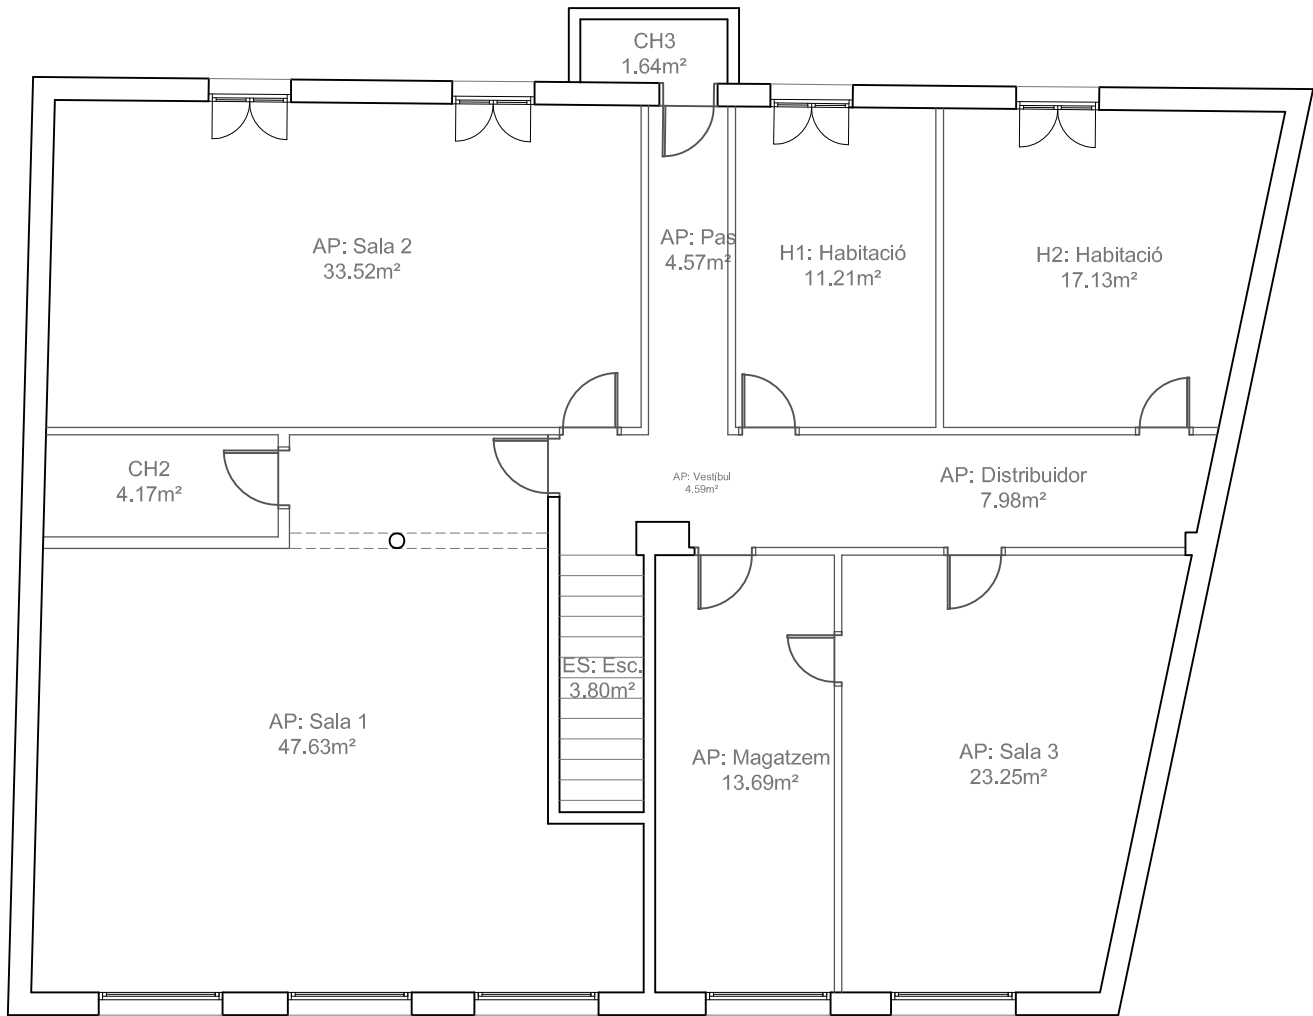 CH3
1.64m²
AP: Sala 2
33.52m²
AP: Pas
4.57m²
H1: Habitació
11.21m²
H2: Habitació
17.13m²
CH2
4.17m²
AP: Vestíbul
4.59m²
AP: Distribuidor
7.98m²
ES: Esc.
3.80m²
AP: Sala 1
47.63m²
AP: Magatzem
13.69m²
AP: Sala 3
23.25m²